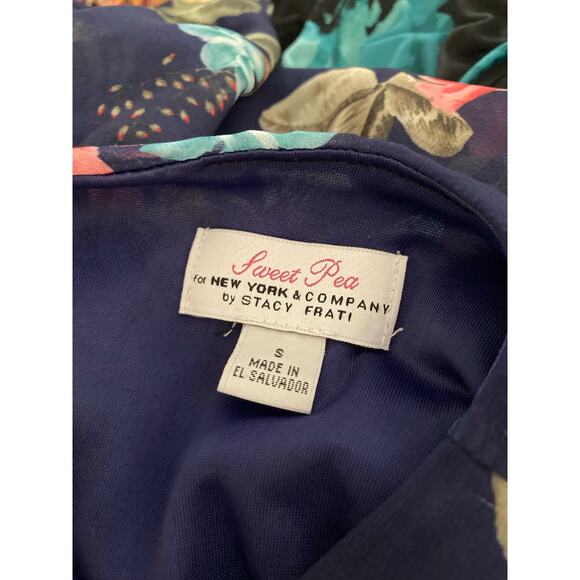 Sweet Pea
for NEW YORK & COMPANY
by STACY FRATI
S
MADE IN
EL SALVADOR